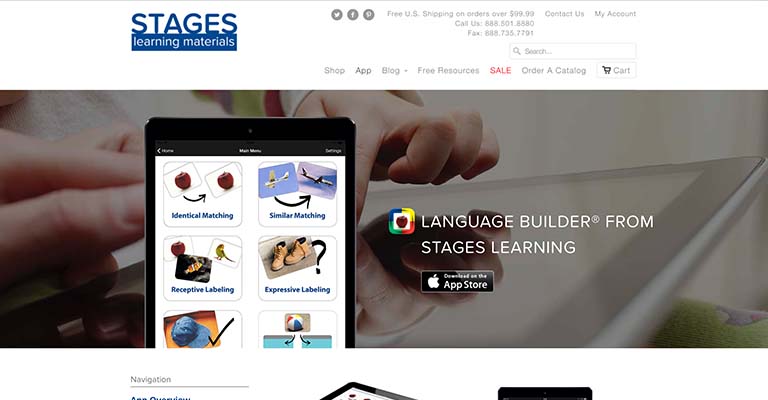 STAGES
learning materials
Free U.S. Shipping on orders over $99.99
Contact Us
My Account
Call Us: 888.501.8880
Fax: 888.735.7791
Search...
Shop
App
Blog
Free Resources
SALE
Order A Catalog
Cart
Home
Main Menu
Settings
Identical Matching
Similar Matching
Receptive Labeling
Expressive Labeling
LANGUAGE BUILDER® FROM
STAGES LEARNING
Download on the
App Store
Navigation
App Overview